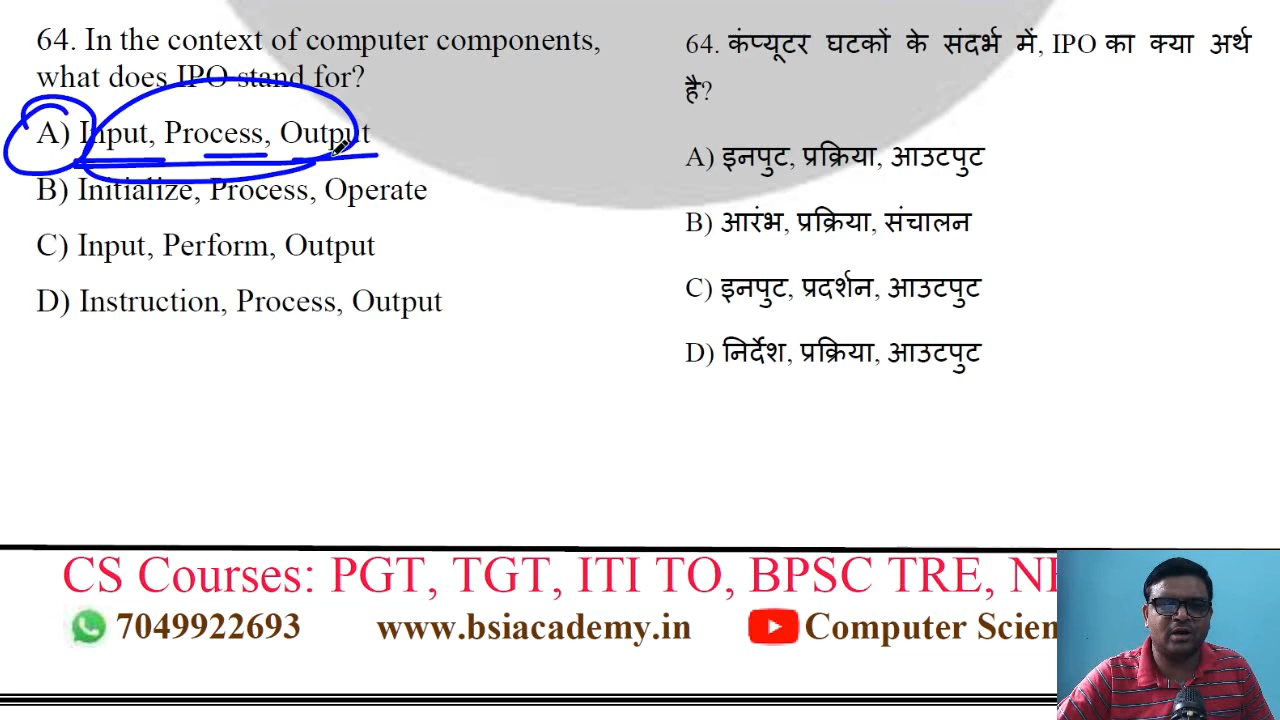 64. In the context of computer components,
what does IPO stand for?
A) Input, Process, Output
B) Initialize, Process, Operate
C) Input, Perform, Output
D) Instruction, Process, Output
64. कंप्यूटर घटकों के संदर्भ में, IPO का क्या अर्थ
है?
A) इनपुट, प्रक्रिया, आउटपुट
B) आरंभ, प्रक्रिया, संचालन
C) इनपुट, प्रदर्शन, आउटपुट
D) निर्देश, प्रक्रिया, आउटपुट
CS Courses: PGT, TGT, ITI TO, BPSC TRE,
7049922693 www.bsiacademy.in Computer